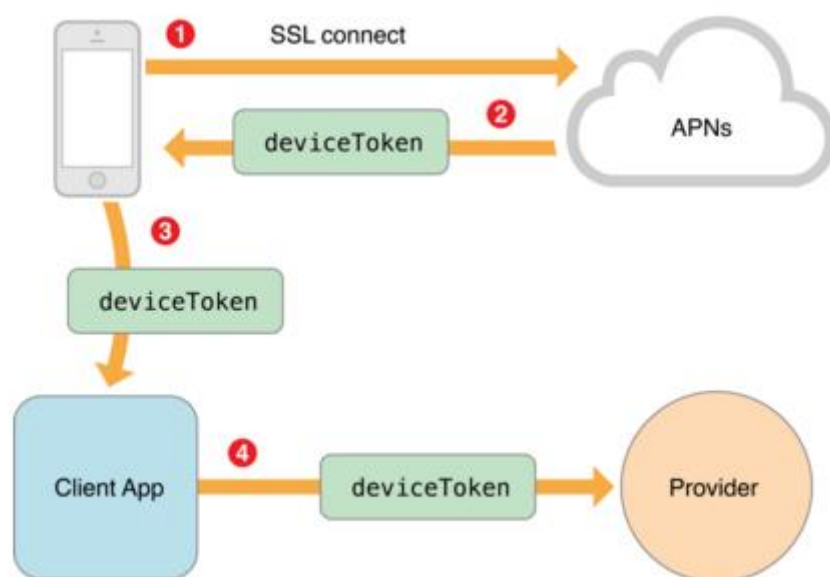 1
SSL connect
APNs
2
deviceToken
3
deviceToken
4
Client App
deviceToken
Provider